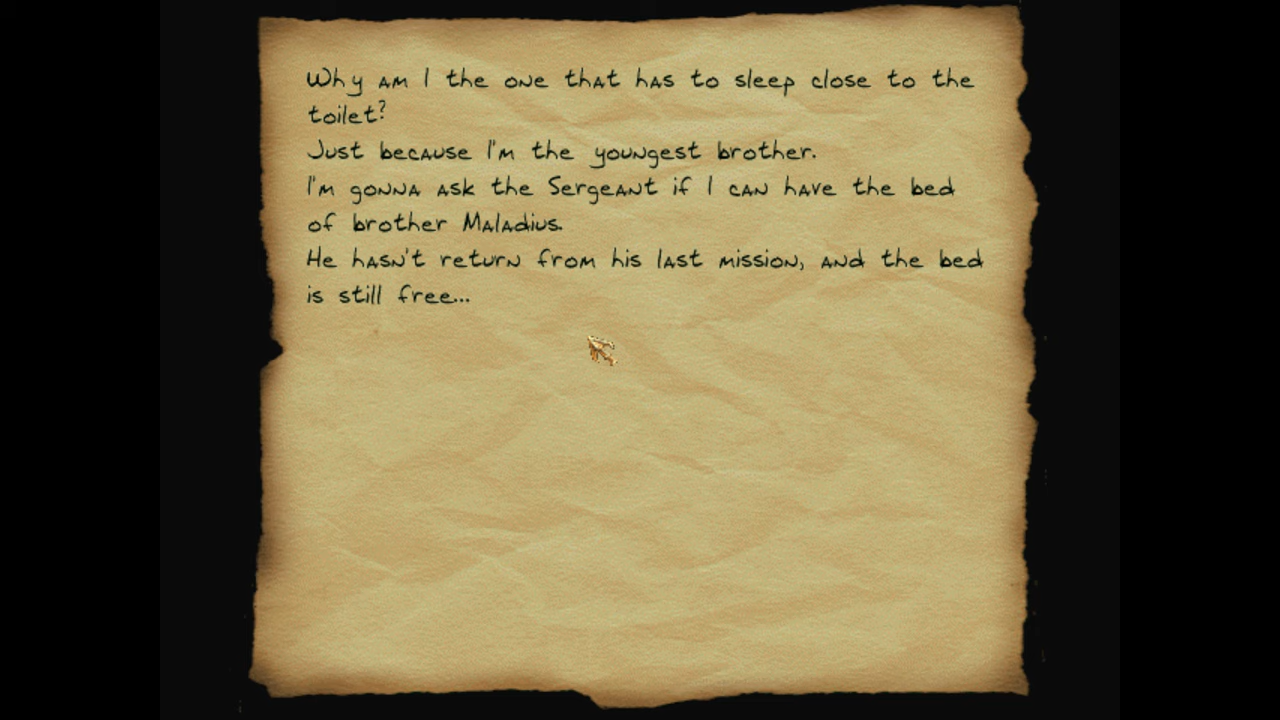 Why am I the one that has to sleep close to the
toilet?
Just because I'm the youngest brother.
I'm gonna ask the Sergeant if I can have the bed
of brother Maladius.
He hasn't return from his last mission, and the bed
is still free...